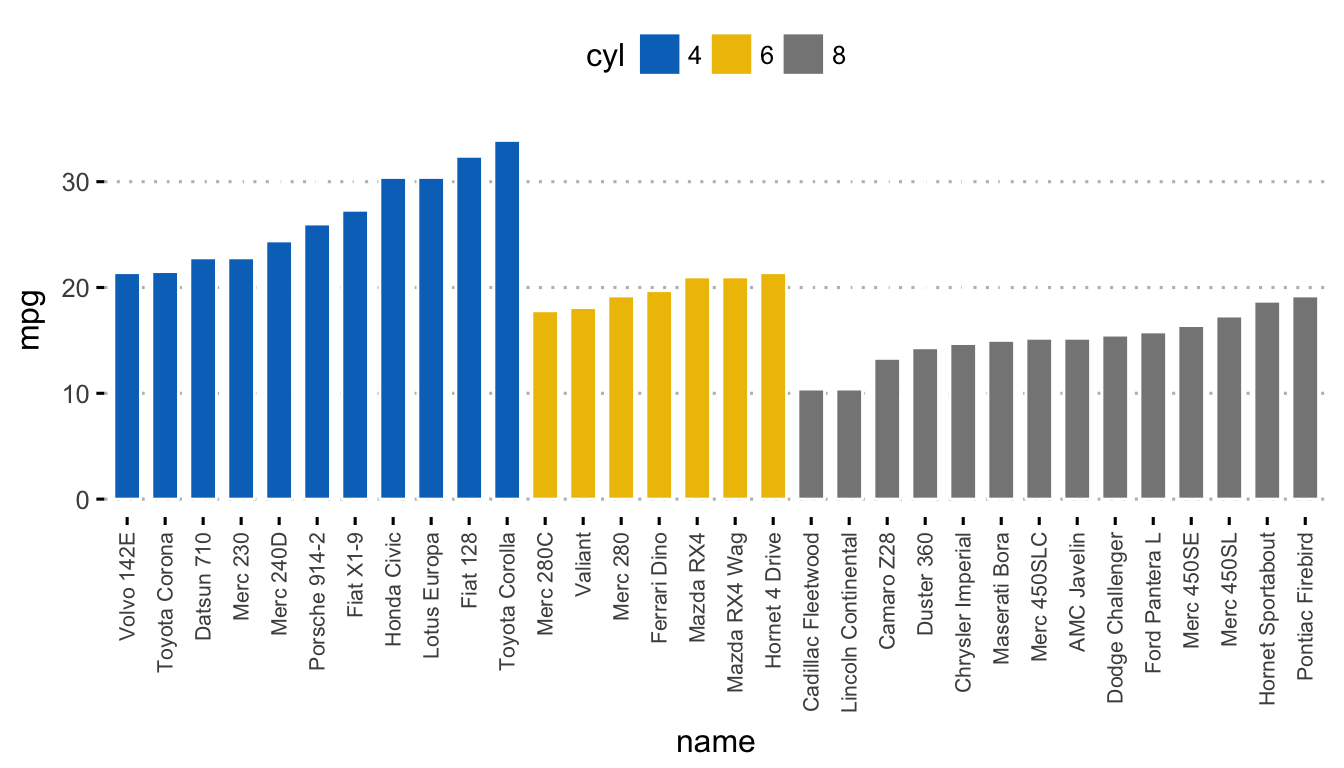 cyl 4 6 8
mpg
30
20
10
0
Volvo 142E
Toyota Corona
Datsun 710
Merc 230
Merc 240D
Porsche 914-2
Fiat X1-9
Honda Civic
Lotus Europa
Fiat 128
Toyota Corolla
Merc 280C
Valiant
Merc 280
Ferrari Dino
Mazda RX4
Mazda RX4 Wag
Hornet 4 Drive
Cadillac Fleetwood
Lincoln Continental
Camaro Z28
Duster 360
Chrysler Imperial
Maserati Bora
Merc 450SLC
AMC Javelin
Dodge Challenger
Ford Pantera L
Merc 450SE
Merc 450SL
Hornet Sportabout
Pontiac Firebird
name